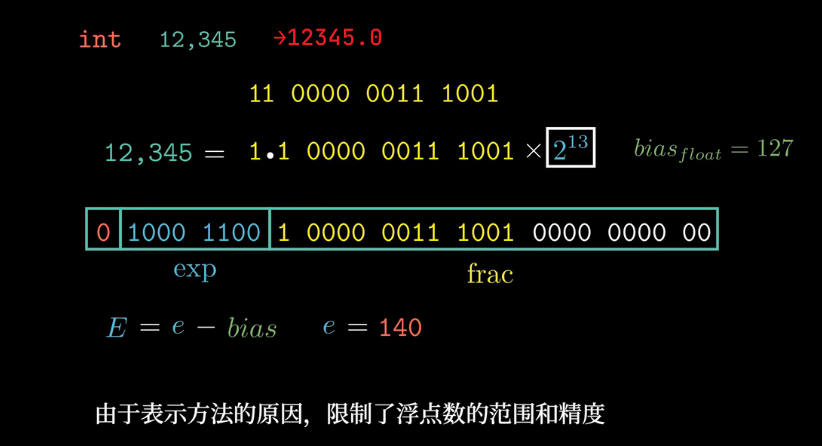 int 12,345 →12345.0
11 0000 0011 1001
12,345 = 1.1 0000 0011 1001 × 2^13 bias_float = 127
0 1000 1100 1 0000 0011 1001 0000 0000 00
exp frac
E = e − bias e = 140
由于表示方法的原因，限制了浮点数的范围和精度